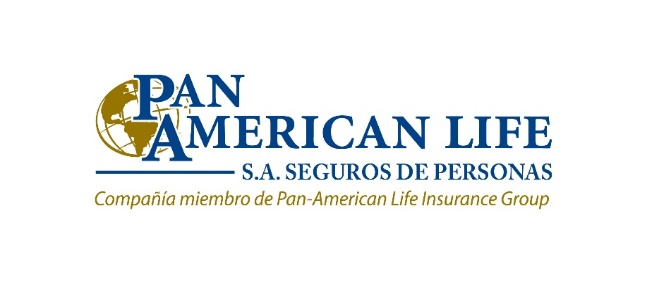 PAN
AMERICAN LIFE
S.A. SEGUROS DE PERSONAS
Compañía miembro de Pan-American Life Insurance Group